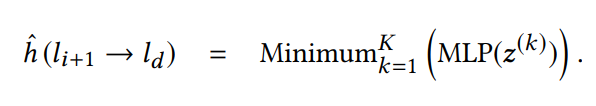 ĥ(l_{i+1} → l_d) = Minimum_{k=1}^{K} (MLP(z^{(k)})).